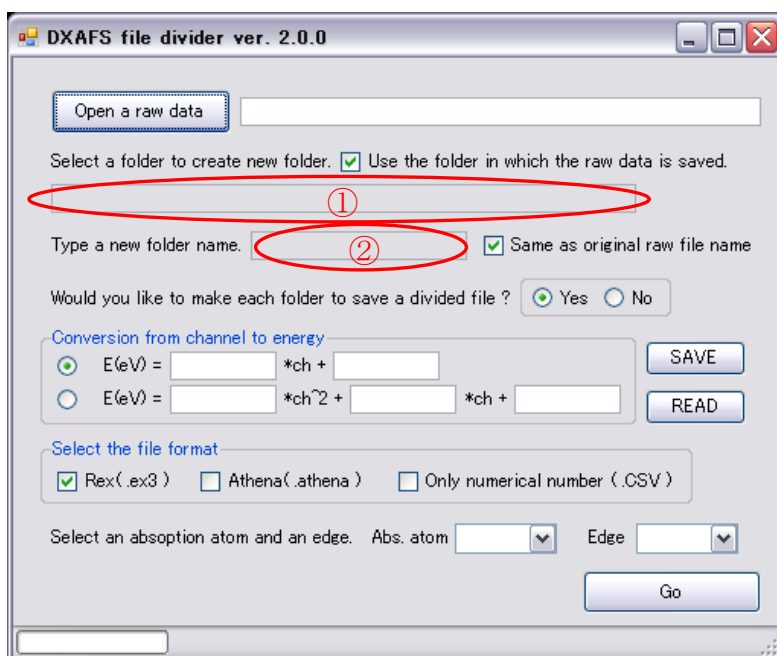 DXAFS file divider ver. 2.0.0
Open a raw data
Select a folder to create new folder. Use the folder in which the raw data is saved.
①
Type a new folder name. ② Same as original raw file name
Would you like to make each folder to save a divided file ? Yes No
Conversion from channel to energy
E(eV) = *ch + SAVE
E(eV) = *ch^2 + *ch + READ
Select the file format
Rex( .ex3 ) Athena( .athena ) Only numerical number ( .CSV )
Select an absoption atom and an edge. Abs. atom Edge
Go